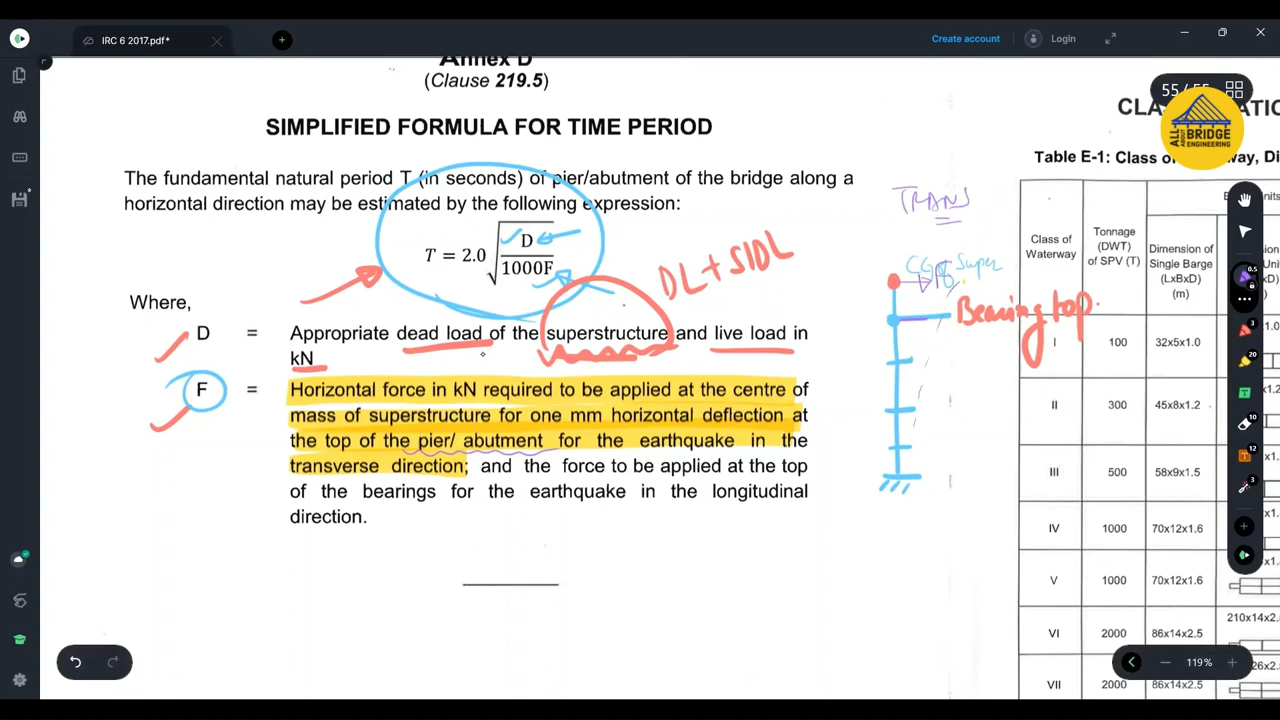 IRC 6 2017.pdf*
Create account
Login
Annex D
(Clause 219.5)
55/55
ALL ABOUT BRIDGE ENGINEERING
SIMPLIFIED FORMULA FOR TIME PERIOD
The fundamental natural period T (in seconds) of pier/abutment of the bridge along a
horizontal direction may be estimated by the following expression:
T = 2.0 √(D/1000F)
DL + SIDL
Where,
D = Appropriate dead load of the superstructure and live load in
kN
F = Horizontal force in kN required to be applied at the centre of
mass of superstructure for one mm horizontal deflection at
the top of the pier/ abutment for the earthquake in the
transverse direction; and the force to be applied at the top
of the bearings for the earthquake in the longitudinal
direction.
TRANS
CG of Super
Bearing top.
Table E-1: Class of
way, Di
Class of Waterway
Tonnage (DWT) of SPV (T)
Dimension of Single Barge (LxBxD) (m)
I 100 32x5x1.0
II 300 45x8x1.2
III 500 58x9x1.5
IV 1000 70x12x1.6
V 1000 70x12x1.6
VI 2000 86x14x2.5
VII 2000 86x14x2.5
210x14x2.
119%